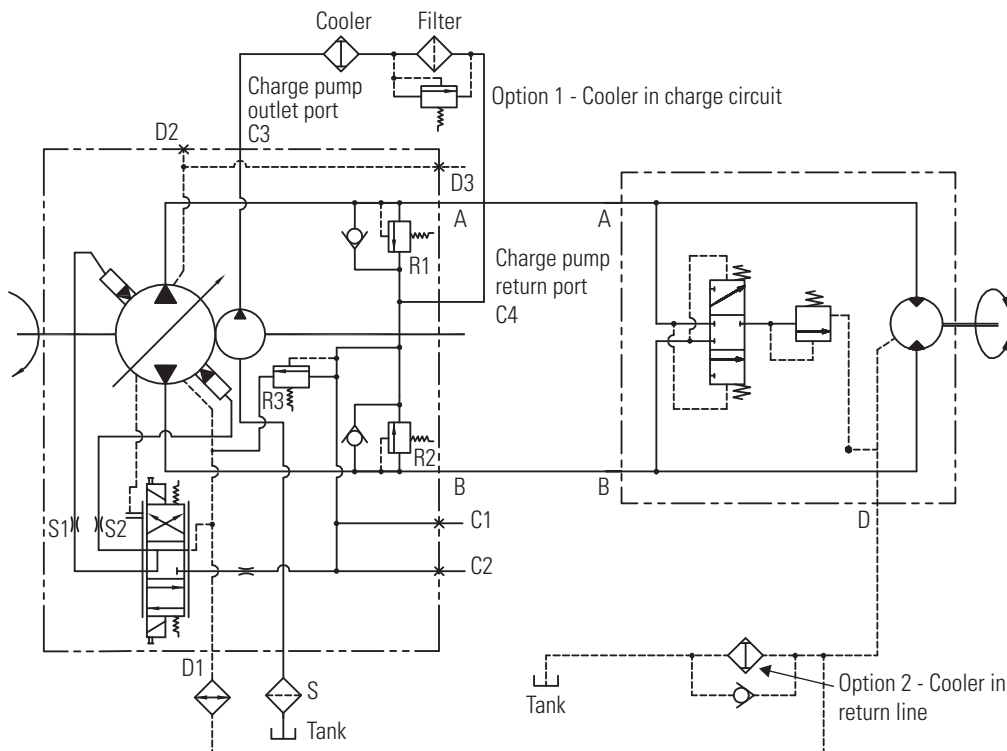 Cooler
Filter
Charge pump
outlet port
C3
Option 1 - Cooler in charge circuit
D2
D3
A
A
R1
Charge pump
return port
C4
R3
R2
B
B
S1
S2
C1
C2
D
D1
S
Tank
Tank
Option 2 - Cooler in
return line